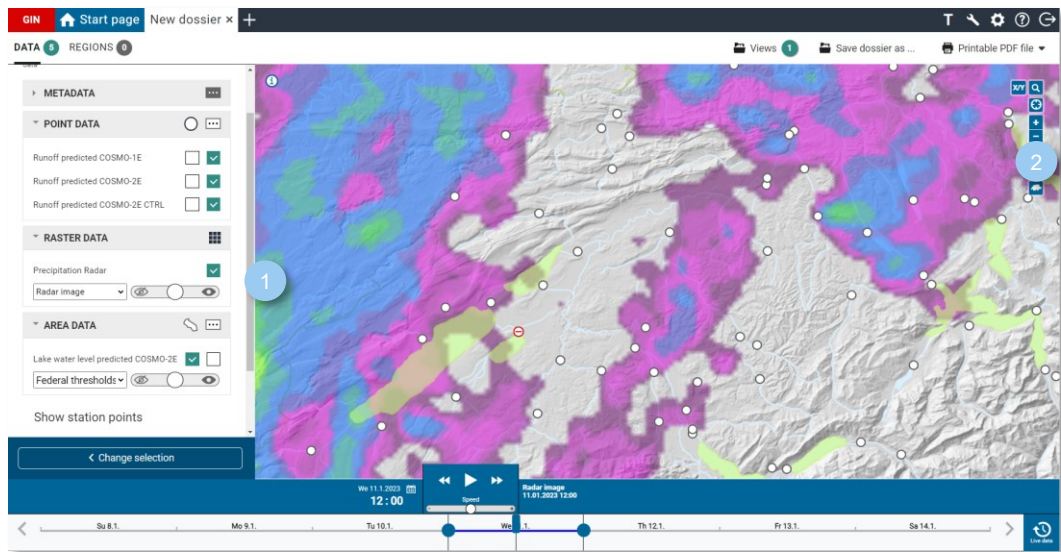 GIN Start page New dossier × +
T
DATA 5 REGIONS 0
Views 1 Save dossier as ... Printable PDF file
METADATA
POINT DATA
Runoff predicted COSMO-1E
Runoff predicted COSMO-2E
Runoff predicted COSMO-2E CTRL
RASTER DATA
Precipitation Radar
Radar image
AREA DATA
Lake water level predicted COSMO-2E
Federal thresholds
Show station points
Change selection
1
X/Y
+
−
2
We 11.1.2023
12:00
Speed
Radar image
11.01.2023 12:00
Su 8.1. Mo 9.1. Tu 10.1. We 1.1. Th 12.1. Fr 13.1. Sa 14.1.
Live data